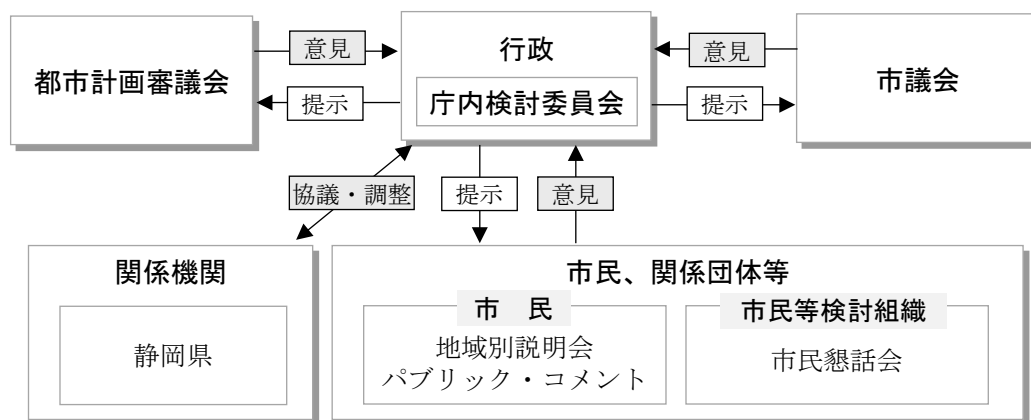 都市計画審議会
意見
提示
行政
庁内検討委員会
意見
提示
市議会
協議・調整
提示
意見
関係機関
静岡県
市民、関係団体等
市　民
地域別説明会
パブリック・コメント
市民等検討組織
市民懇話会